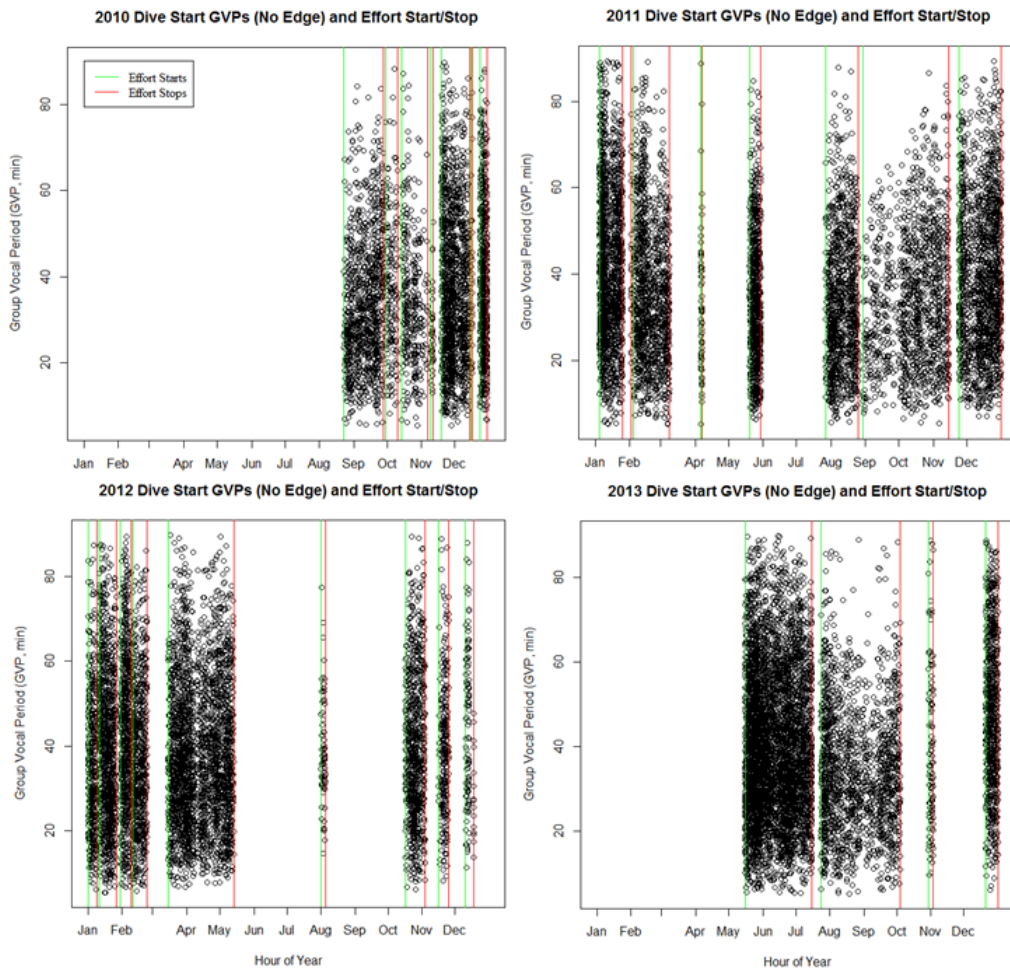 2010 Dive Start GVPs (No Edge) and Effort Start/Stop
Effort Starts
Effort Stops
Group Vocal Period (GVP, min)
80
60
40
20
Jan Feb Apr May Jun Jul Aug Sep Oct Nov Dec
2011 Dive Start GVPs (No Edge) and Effort Start/Stop
Group Vocal Period (GVP, min)
80
60
40
20
Jan Feb Apr May Jun Jul Aug Sep Oct Nov Dec
2012 Dive Start GVPs (No Edge) and Effort Start/Stop
Group Vocal Period (GVP, min)
80
60
40
20
Jan Feb Apr May Jun Jul Aug Sep Oct Nov Dec
Hour of Year
2013 Dive Start GVPs (No Edge) and Effort Start/Stop
Group Vocal Period (GVP, min)
80
60
40
20
Jan Feb Apr May Jun Jul Aug Sep Oct Nov Dec
Hour of Year